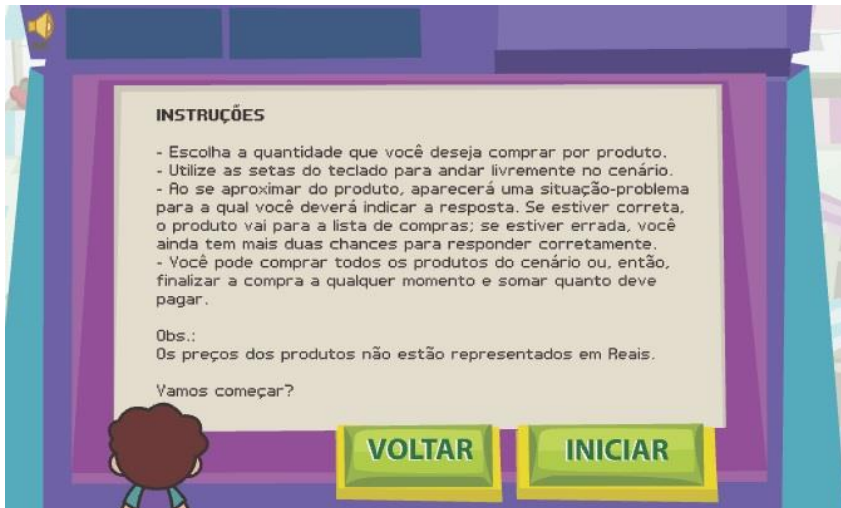 INSTRUÇÕES
- Escolha a quantidade que você deseja comprar por produto.
- Utilize as setas do teclado para andar livremente no cenário.
- Ao se aproximar do produto, aparecerá uma situação-problema
para a qual você deverá indicar a resposta. Se estiver correta,
o produto vai para a lista de compras; se estiver errada, você
ainda tem mais duas chances para responder corretamente.
- Você pode comprar todos os produtos do cenário ou, então,
finalizar a compra a qualquer momento e somar quanto deve
pagar.
Obs.:
Os preços dos produtos não estão representados em Reais.
Vamos começar?
VOLTAR
INICIAR